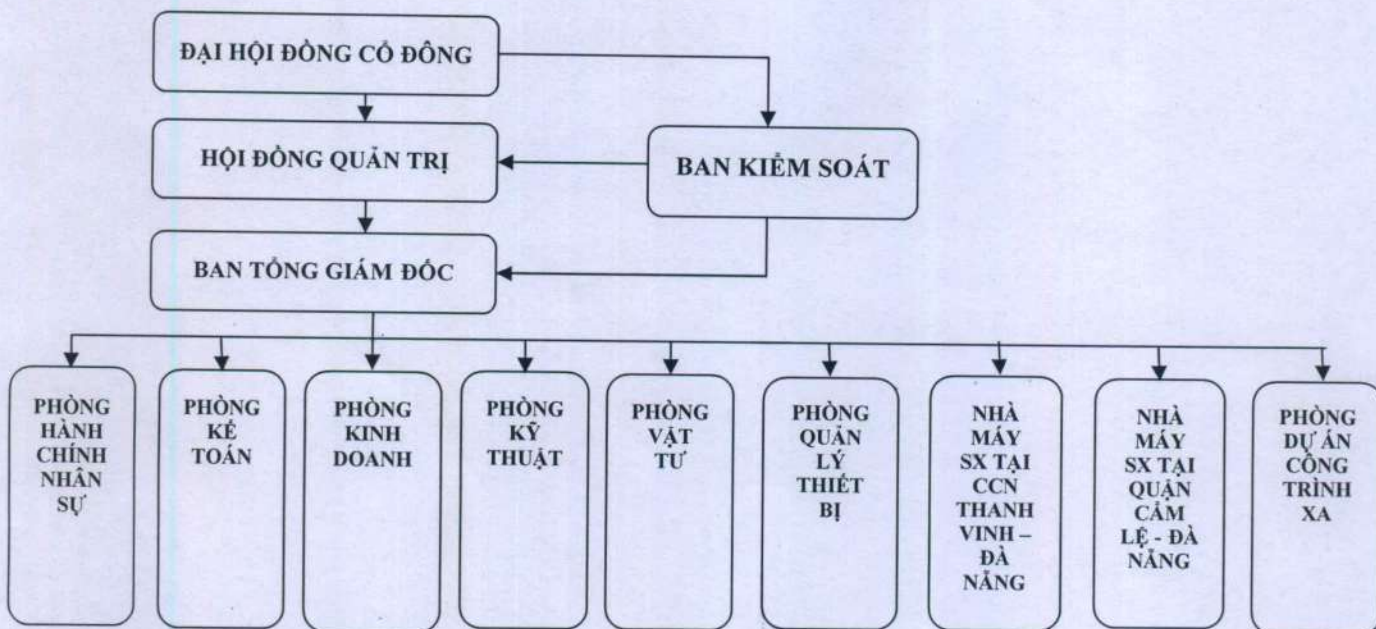 ĐẠI HỘI ĐỒNG CỔ ĐÔNG
HỘI ĐỒNG QUẢN TRỊ
BAN KIỂM SOÁT
BAN TỔNG GIÁM ĐỐC
PHÒNG
HÀNH
CHÍNH
NHÂN
SỰ
PHÒNG
KẾ
TOÁN
PHÒNG
KINH
DOANH
PHÒNG
KỸ
THUẬT
PHÒNG
VẬT
TƯ
PHÒNG
QUẢN
LÝ
THIẾT
BỊ
NHÀ
MÁY
SX TẠI
CCN
THANH
VINH –
ĐÀ
NẴNG
NHÀ
MÁY
SX TẠI
QUẬN
CẨM
LỆ - ĐÀ
NẴNG
PHÒNG
DỰ ÁN
CÔNG
TRÌNH
XA